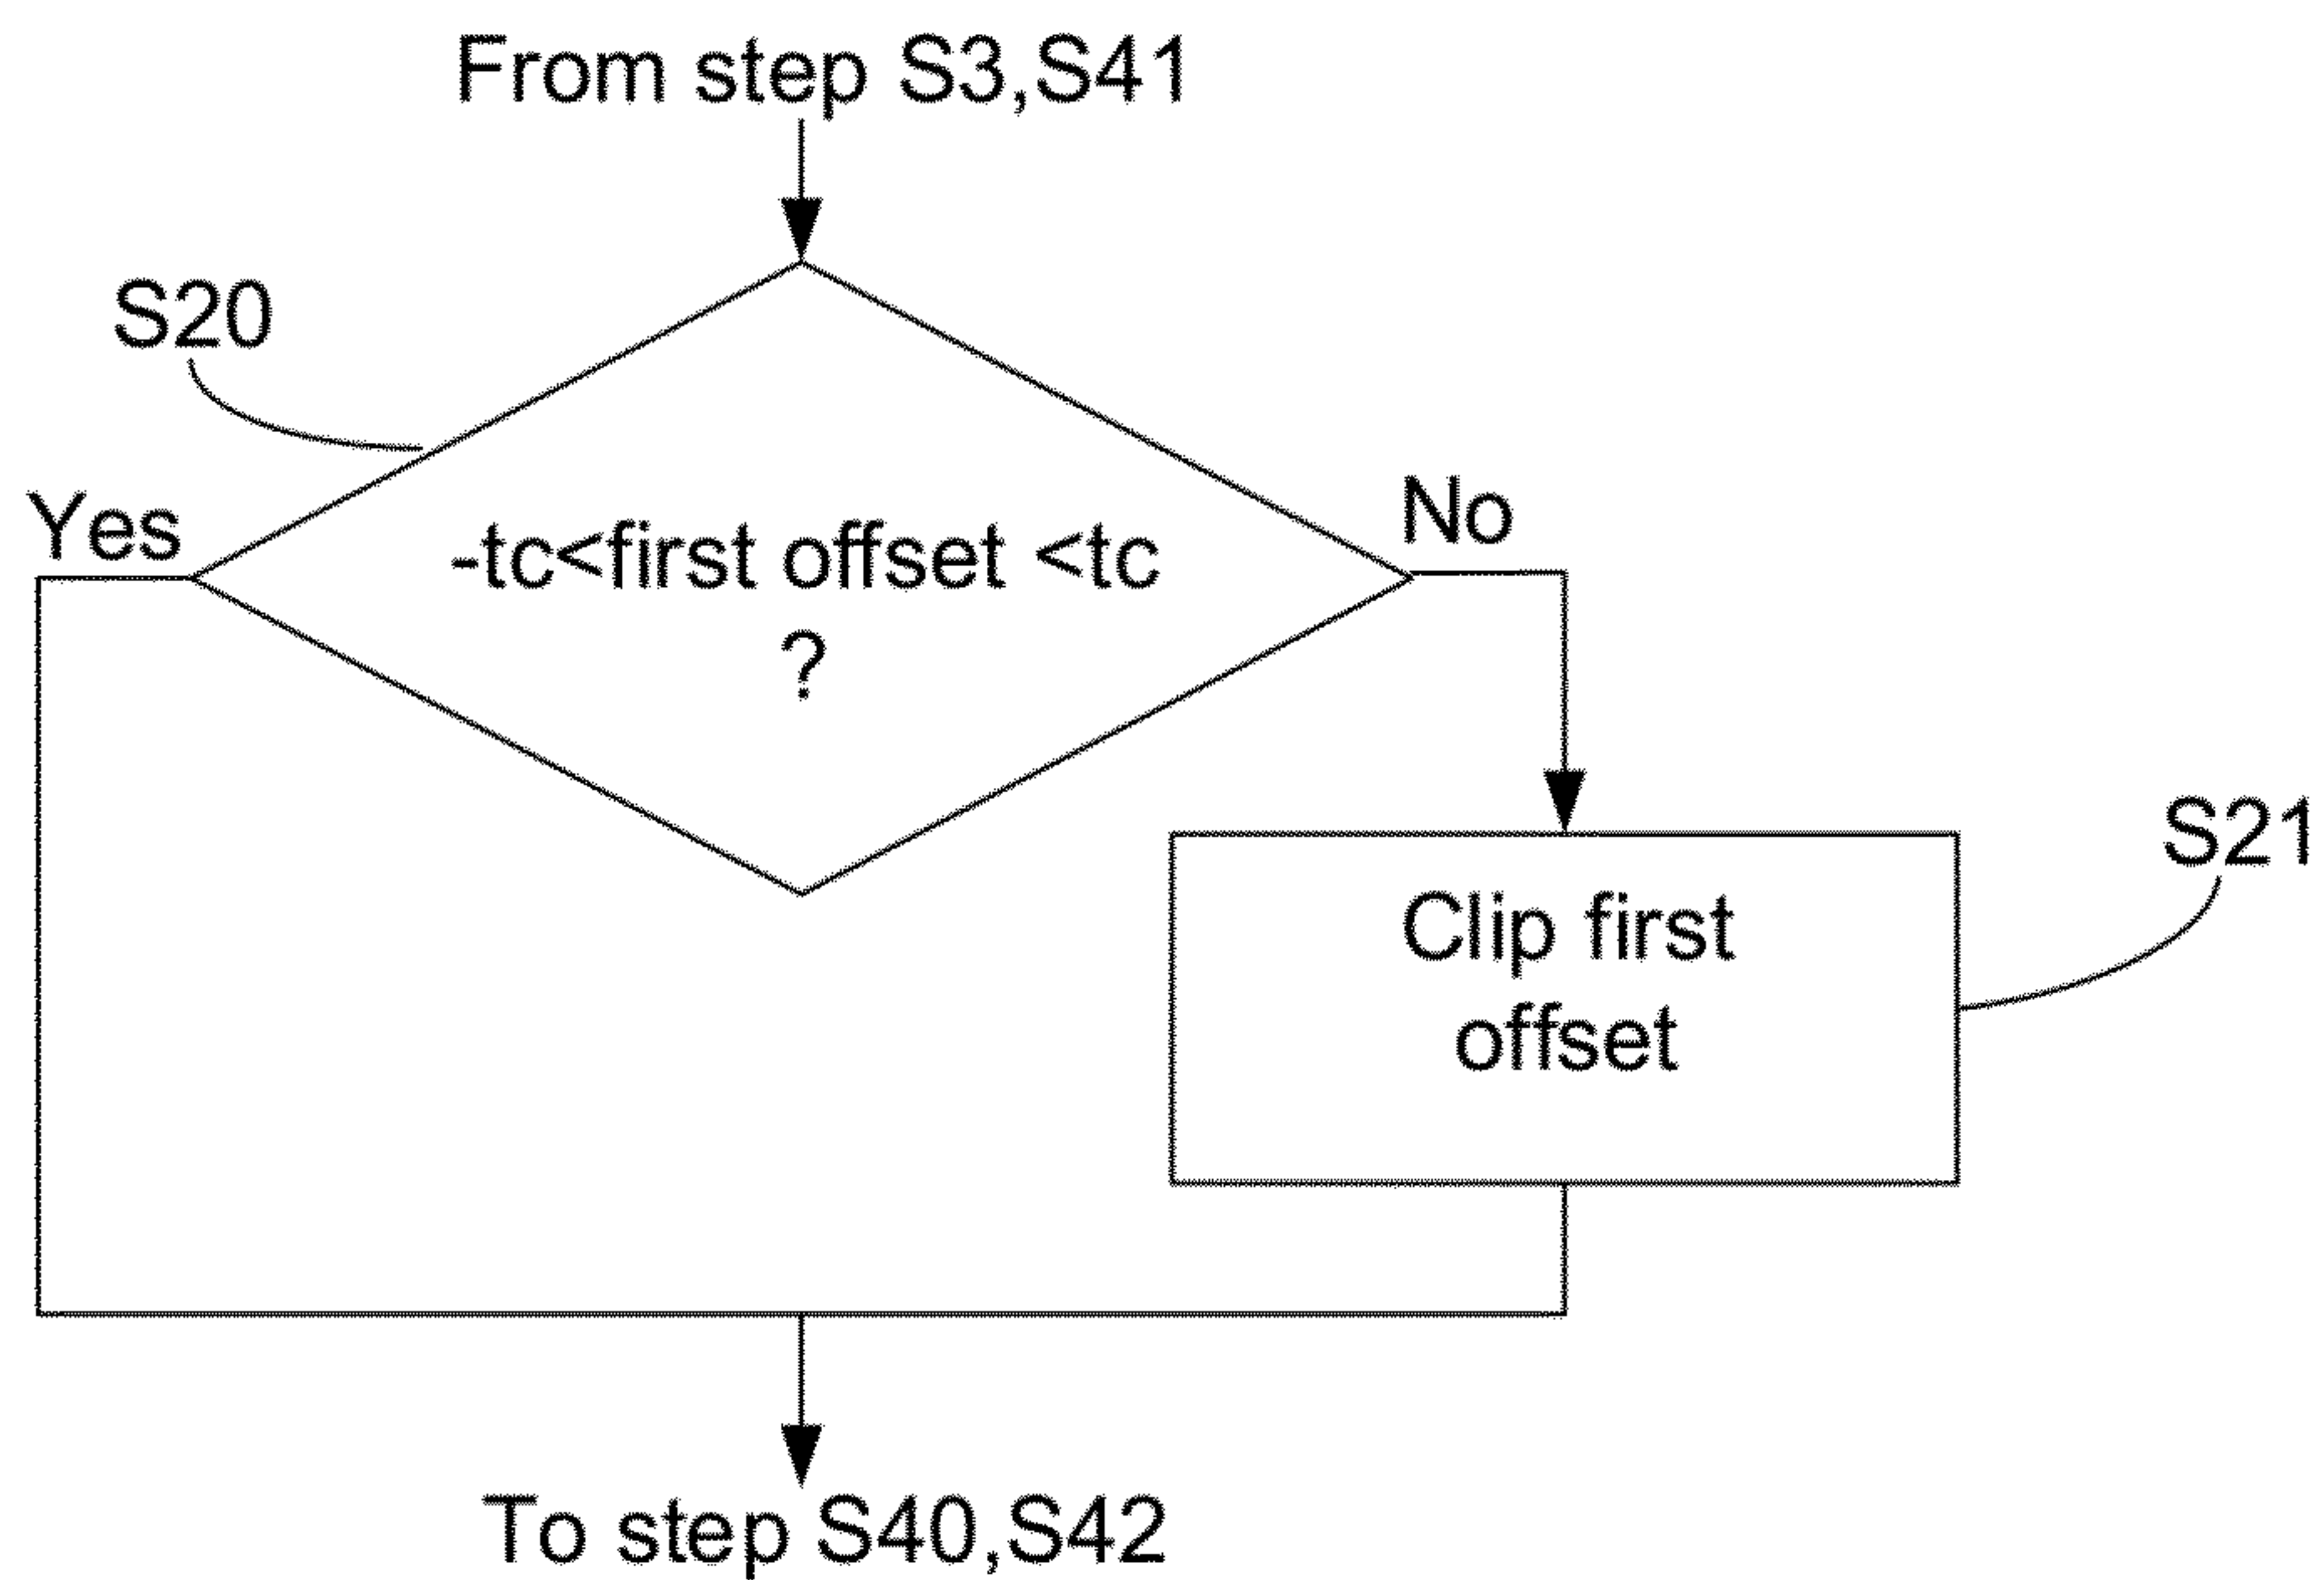 From step S3,S41
S20
Yes
No
-tc<first offset <tc
?
S21
Clip first
offset
To step S40,S42